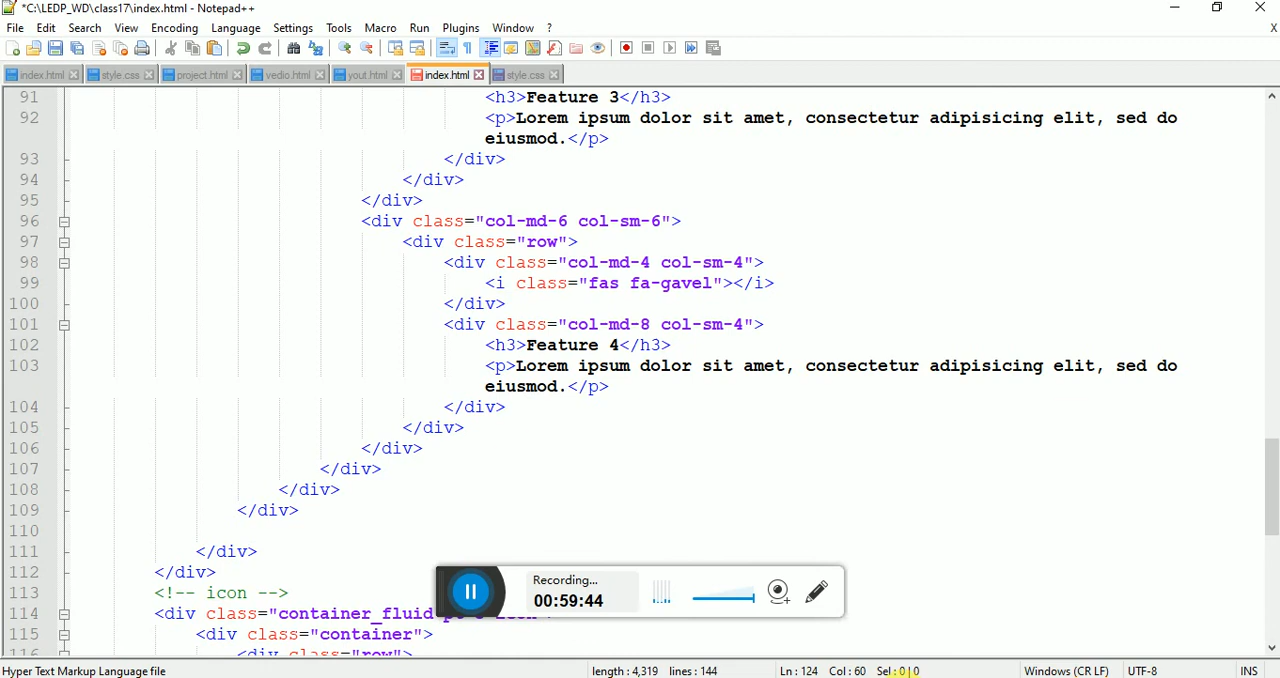 *C:\LEDP_WD\class17\index.html - Notepad++
File Edit Search View Encoding Language Settings Tools Macro Run Plugins Window ? X
index.html style.css project.html vedio.html yout.html index.html style.css
91 <h3>Feature 3</h3>
92 <p>Lorem ipsum dolor sit amet, consectetur adipisicing elit, sed do
eiusmod.</p>
93 </div>
94 </div>
95 </div>
96 <div class="col-md-6 col-sm-6">
97 <div class="row">
98 <div class="col-md-4 col-sm-4">
99 <i class="fas fa-gavel"></i>
100 </div>
101 <div class="col-md-8 col-sm-4">
102 <h3>Feature 4</h3>
103 <p>Lorem ipsum dolor sit amet, consectetur adipisicing elit, sed do
eiusmod.</p>
104 </div>
105 </div>
106 </div>
107 </div>
108 </div>
109 </div>
110
111 </div>
112 </div>
Recording...
00:59:44
113 <!-- icon -->
114 <div class="container_fluid
115 <div class="container">
116 <div class="row">
Hyper Text Markup Language file length : 4,319 lines : 144 Ln : 124 Col : 60 Sel : 0 | 0 Windows (CR LF) UTF-8 INS